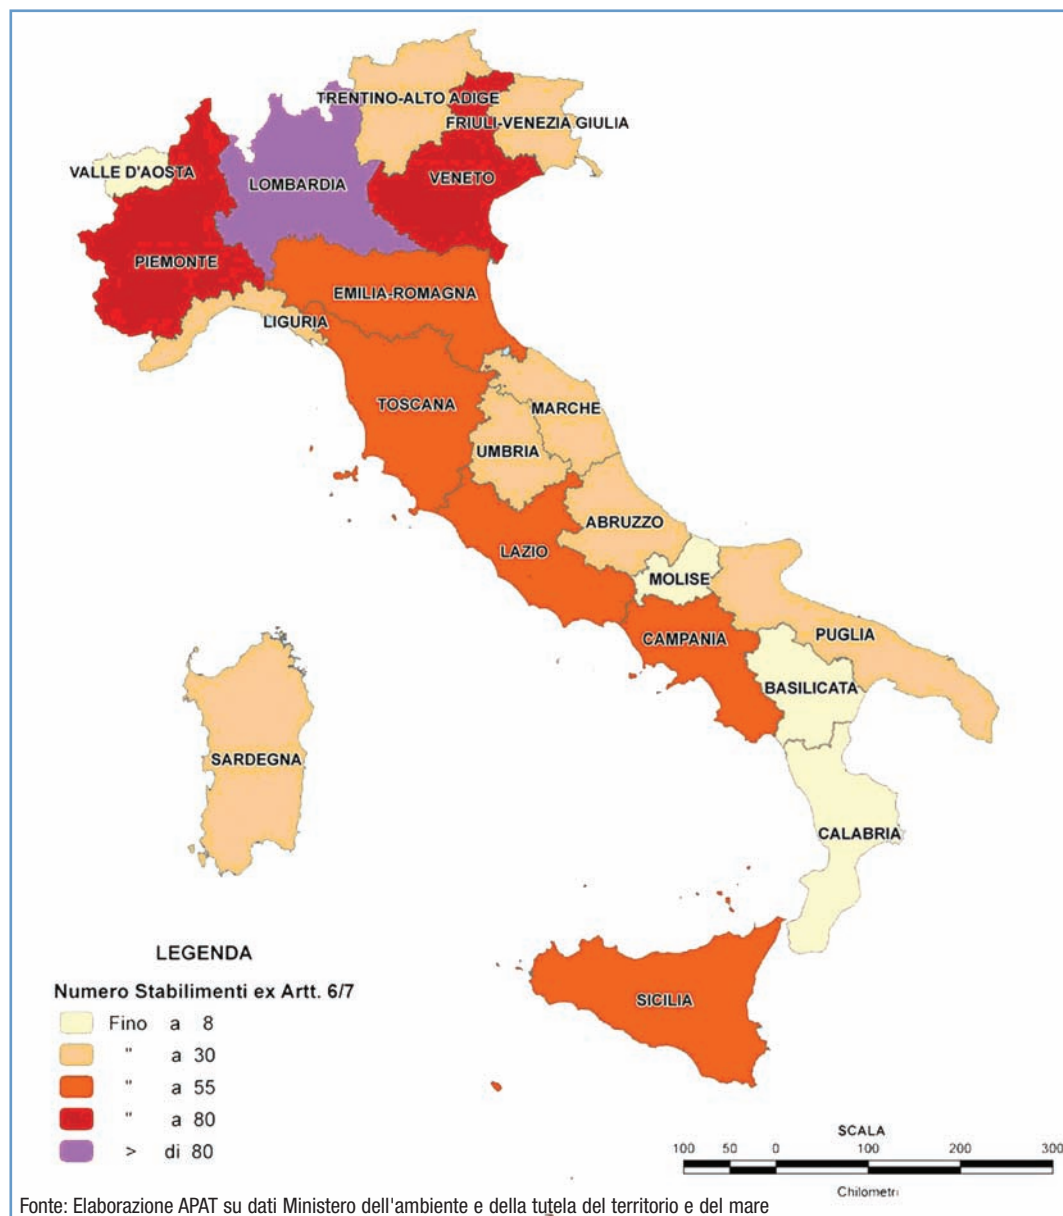 TRENTINO-ALTO ADIGE
FRIULI-VENEZIA GIULIA
VALLE D'AOSTA
LOMBARDIA
VENETO
PIEMONTE
EMILIA-ROMAGNA
LIGURIA
TOSCANA
MARCHE
UMBRIA
ABRUZZO
LAZIO
MOLISE
CAMPANIA
PUGLIA
BASILICATA
SARDEGNA
CALABRIA
SICILIA
LEGENDA
Numero Stabilimenti ex Artt. 6/7
Fino a 8
" a 30
" a 55
" a 80
> di 80
SCALA
100 50 0 100 200 300
Chilometri
Fonte: Elaborazione APAT su dati Ministero dell'ambiente e della tutela del territorio e del mare